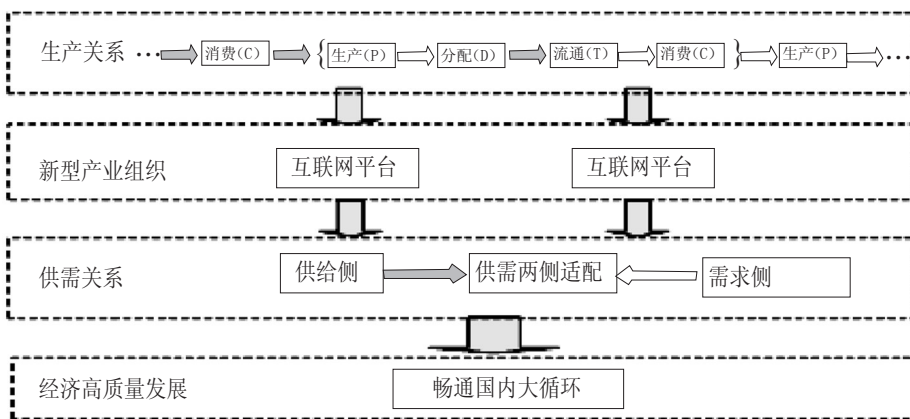 生产关系 ··· 消费(C) { 生产(P) 分配(D) 流通(T) 消费(C) } 生产(P) ···
新型产业组织 互联网平台 互联网平台
供需关系 供给侧 供需两侧适配 需求侧
经济高质量发展 畅通国内大循环